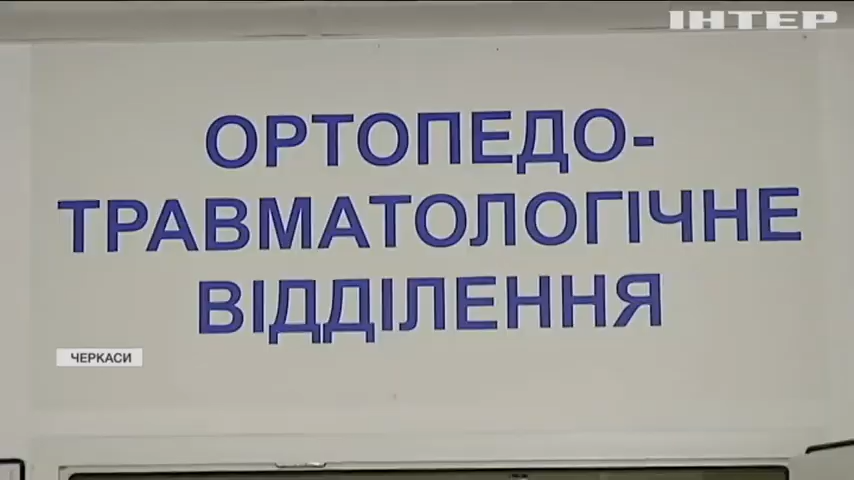 ІНТЕР
ОРТОПЕДО-
ТРАВМАТОЛОГІЧНЕ
ВІДДІЛЕННЯ
ЧЕРКАСИ